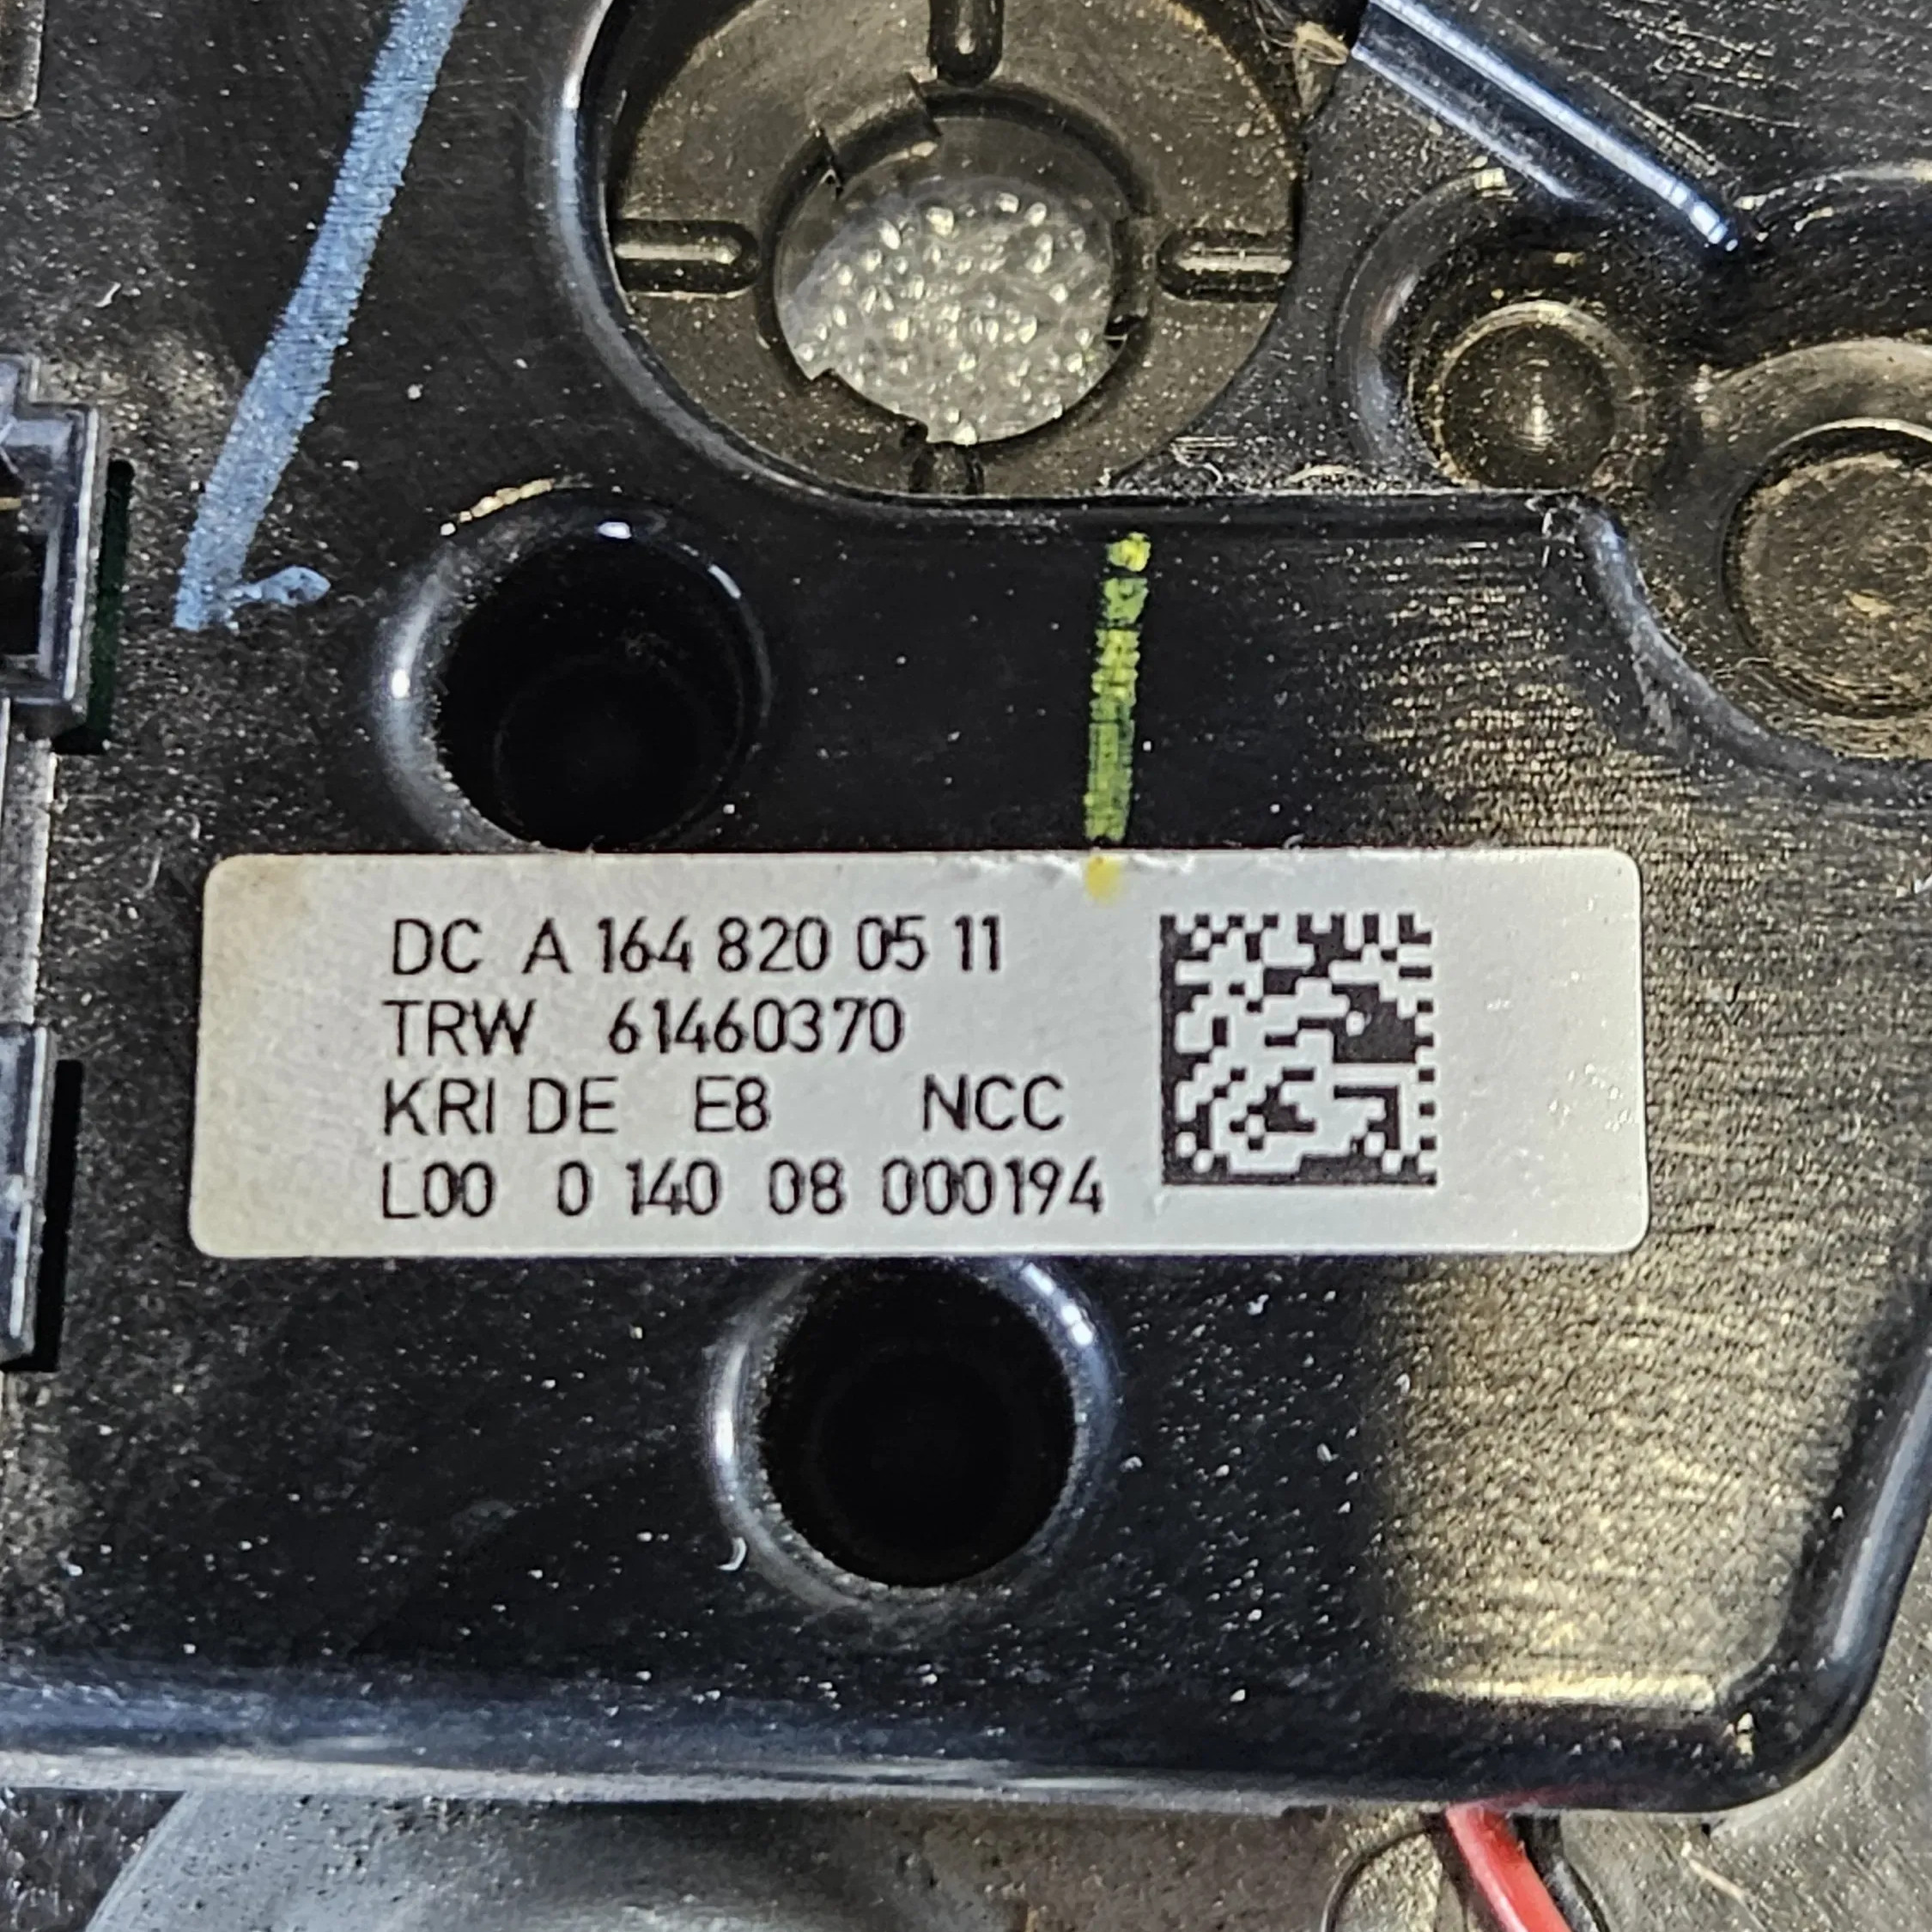 DC A 164 820 05 11
TRW 61460370
KRI DE E8 NCC
L00 0 140 08 000194